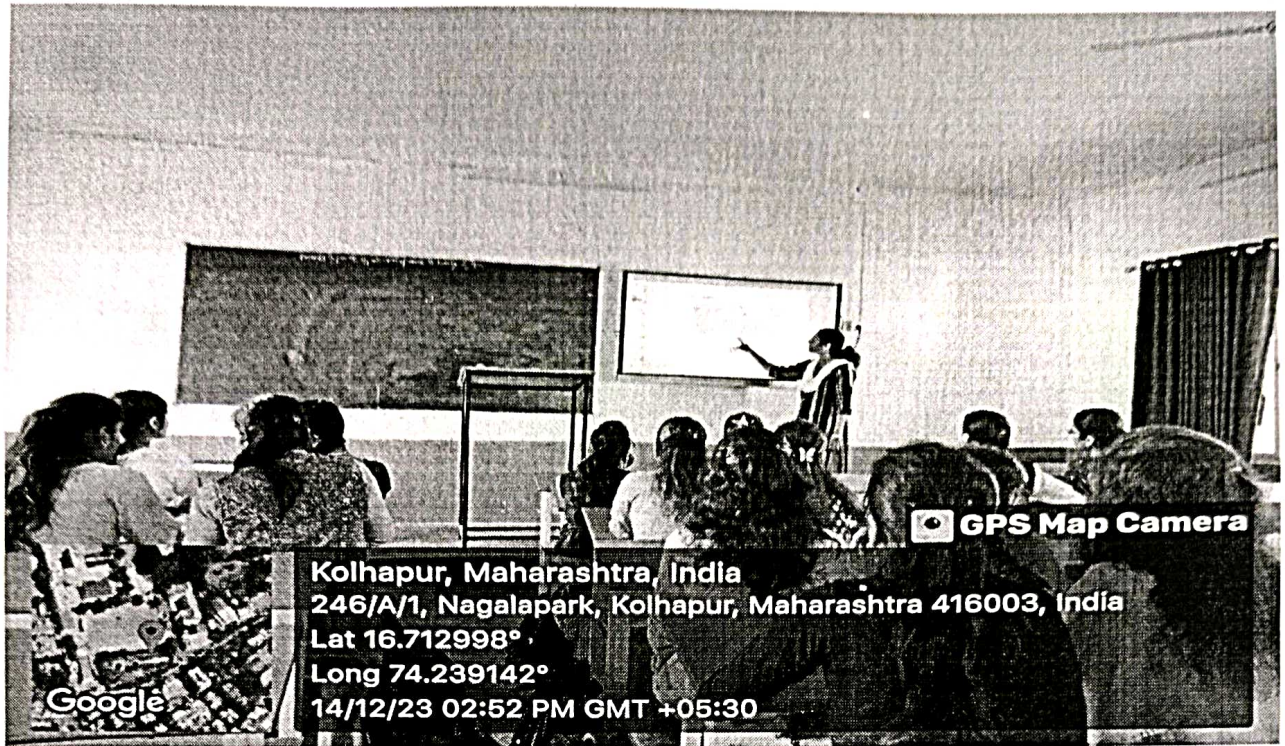 GPS Map Camera
Kolhapur, Maharashtra, India
246/A/1, Nagalapark, Kolhapur, Maharashtra 416003, India
Lat 16.712998°
Long 74.239142°
14/12/23 02:52 PM GMT +05:30
Google